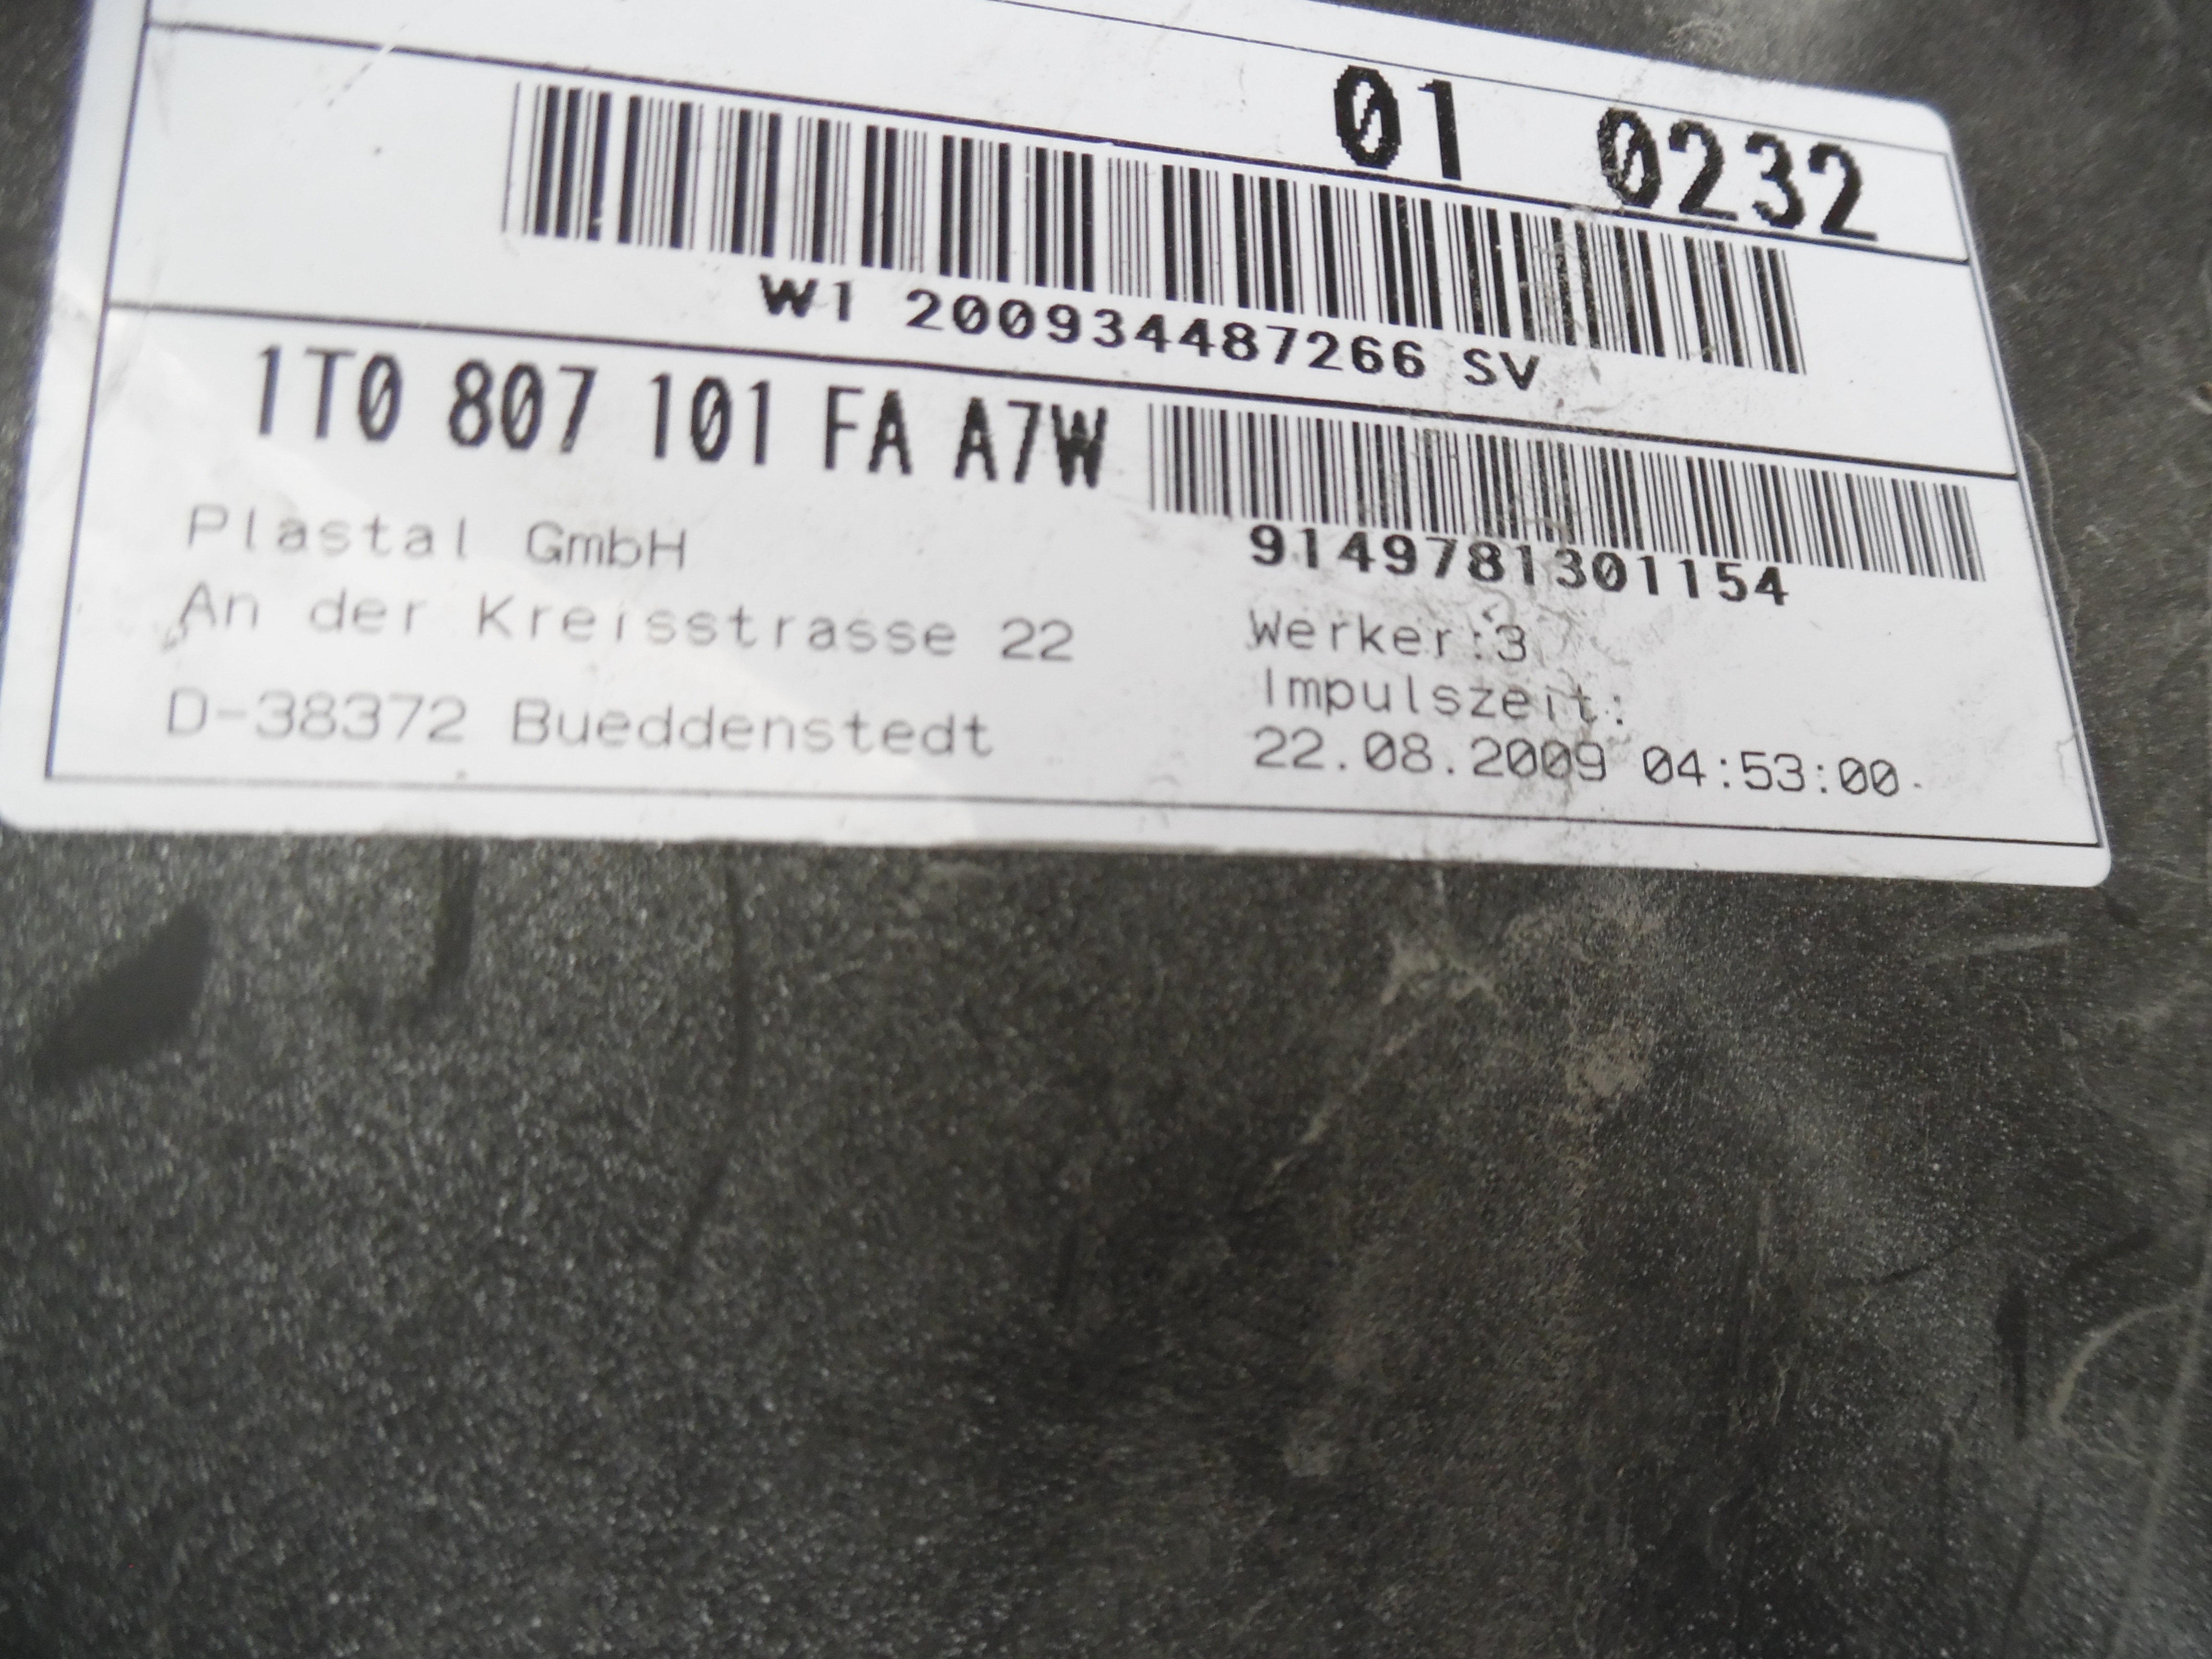 01 0232
W1 200934487266 SV
1T0 807 101 FA A7W
9149781301154
Plastal GmbH
An der Kreisstrasse 22
D-38372 Bueddenstedt
Werker:3
Impulszeit:
22.08.2009 04:53:00